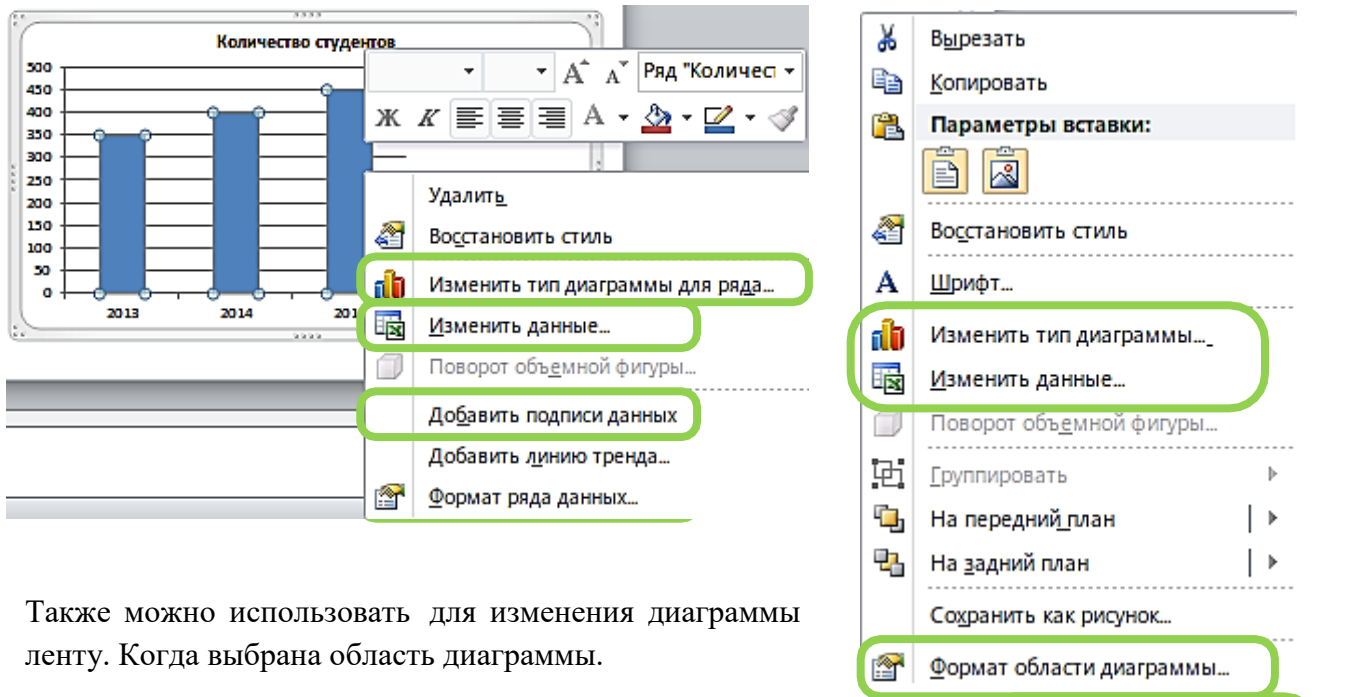 Количество студентов
500
450
400
350
300
250
200
150
100
50
0
2013
2014
201
A A Ряд "Количест
Ж К А
Удалить
Восстановить стиль
Изменить тип диаграммы для ряда...
Изменить данные...
Поворот объемной фигуры...
Добавить подписи данных
Добавить линию тренда...
Формат ряда данных...
Также можно использовать для изменения диаграммы
ленту. Когда выбрана область диаграммы.
Вырезать
Копировать
Параметры вставки:
Восстановить стиль
А Шрифт...
Изменить тип диаграммы...
Изменить данные...
Поворот объемной фигуры...
Группировать
На передний план
На задний план
Сохранить как рисунок...
Формат области диаграммы...